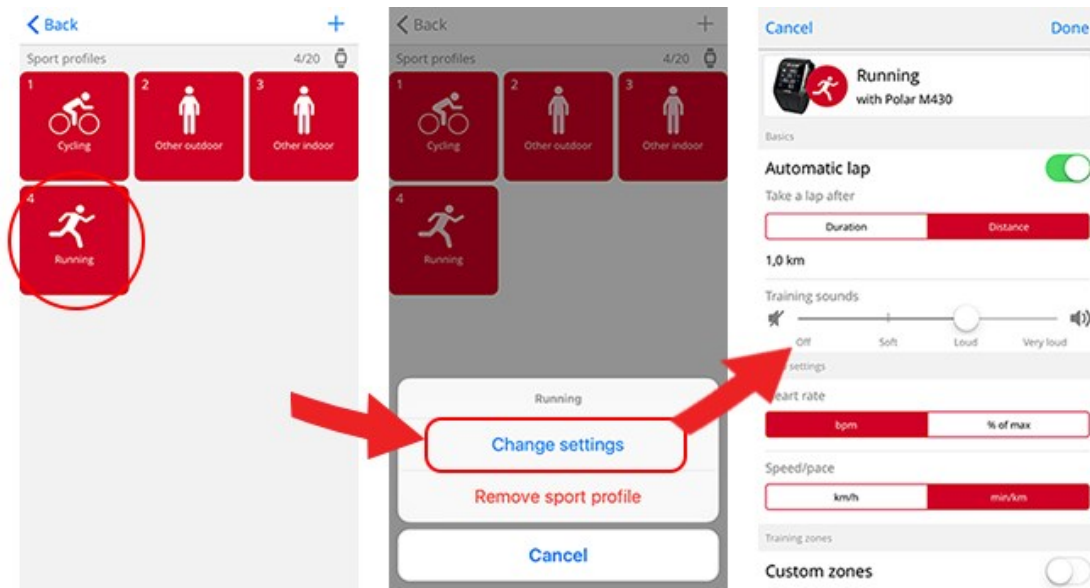 Back
+
Sport profiles 4/20
1 2 3
Cycling Other outdoor Other indoor
4
Running
Back
+
Sport profiles 4/20
1 2 3
Cycling Other outdoor Other indoor
4
Running
Running
Change settings
Remove sport profile
Cancel
Cancel Done
Running
with Polar M430
Basics
Automatic lap
Take a lap after
Duration Distance
1,0 km
Training sounds
Off Soft Loud Very loud
settings
eart rate
bpm % of max
Speed/pace
km/h min/km
Training zones
Custom zones